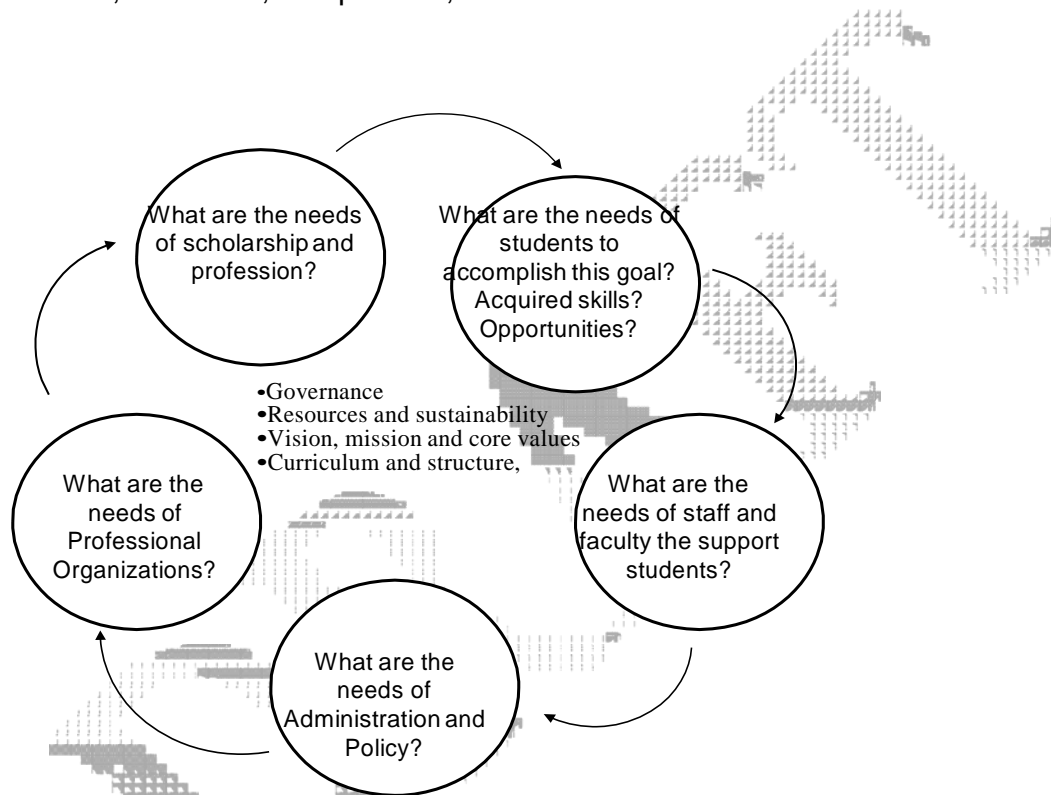 What are the needs
of scholarship and
profession?
What are the needs of
students to
accomplish this goal?
Acquired skills?
Opportunities?
•Governance
•Resources and sustainability
•Vision, mission and core values
•Curriculum and structure,
What are the
needs of
Professional
Organizations?
What are the
needs of staff and
faculty the support
students?
What are the
needs of
Administration and
Policy?